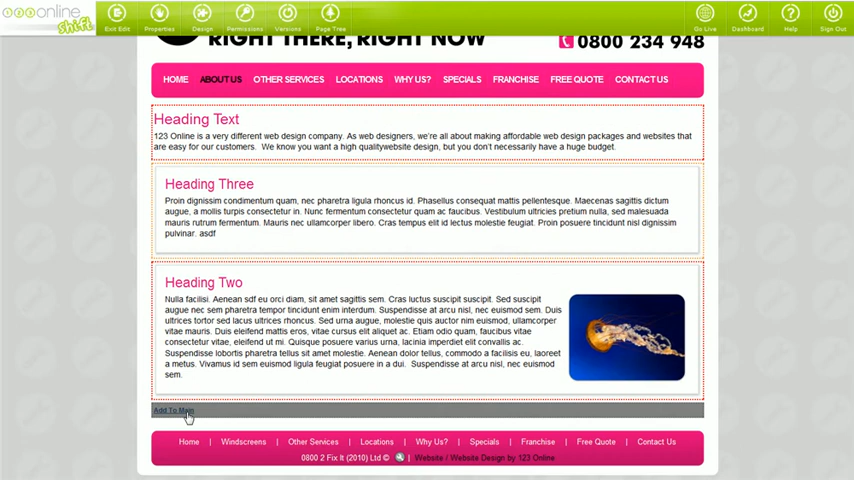 123 online shift
Exit Edit Properties Design Permissions Versions Page Tree Go Live Dashboard Help Sign Out
RIGHT THERE, RIGHT NOW
0800 234 948
HOME ABOUT US OTHER SERVICES LOCATIONS WHY US? SPECIALS FRANCHISE FREE QUOTE CONTACT US
Heading Text
123 Online is a very different web design company. As web designers, we're all about making affordable web design packages and websites that
are easy for our customers. We know you want a high qualitywebsite design, but you don't necessarily have a huge budget.
Heading Three
Proin dignissim condimentum quam, nec pharetra ligula rhoncus id. Phasellus consequat mattis pellentesque. Maecenas sagittis dictum
augue, a mollis turpis consectetur in. Nunc fermentum consectetur quam ac faucibus. Vestibulum ultricies pretium nulla, sed malesuada
mauris rutrum fermentum. Mauris nec ullamcorper libero. Cras tempus elit id lectus molestie feugiat. Proin posuere tincidunt nisl dignissim
pulvinar. asdf
Heading Two
Nulla facilisi. Aenean sdf eu orci diam, sit amet sagittis sem. Cras luctus suscipit suscipit. Sed suscipit
augue nec sem pharetra tempor tincidunt enim interdum. Suspendisse at arcu nisl, nec euismod sem. Duis
ultrices tortor sed lacus ultrices rhoncus. Sed urna augue, molestie quis auctor nim euismod, ullamcorper
vitae mauris. Duis eleifend mattis eros, vitae cursus elit aliquet ac. Etiam odio quam, faucibus vitae
consectetur vitae, ultricies at enim. Quisque posuere varius urna, lacinia imperdiet elit convallis ac.
Suspendisse lobortis pharetra tellus sit amet molestie. Aenean dolor tellus, commodo a facilisis eu, laoreet
a metus. Vivamus id sem euismod ligula feugiat posuere in a dui. Suspendisse at arcu nisl, nec euismod
sem.
Add To Main
Home | Windscreens | Other Services | Locations | Why Us? | Specials | Franchise | Free Quote | Contact Us
0800 2 Fix It (2010) Ltd © | Website / Website Design by 123 Online